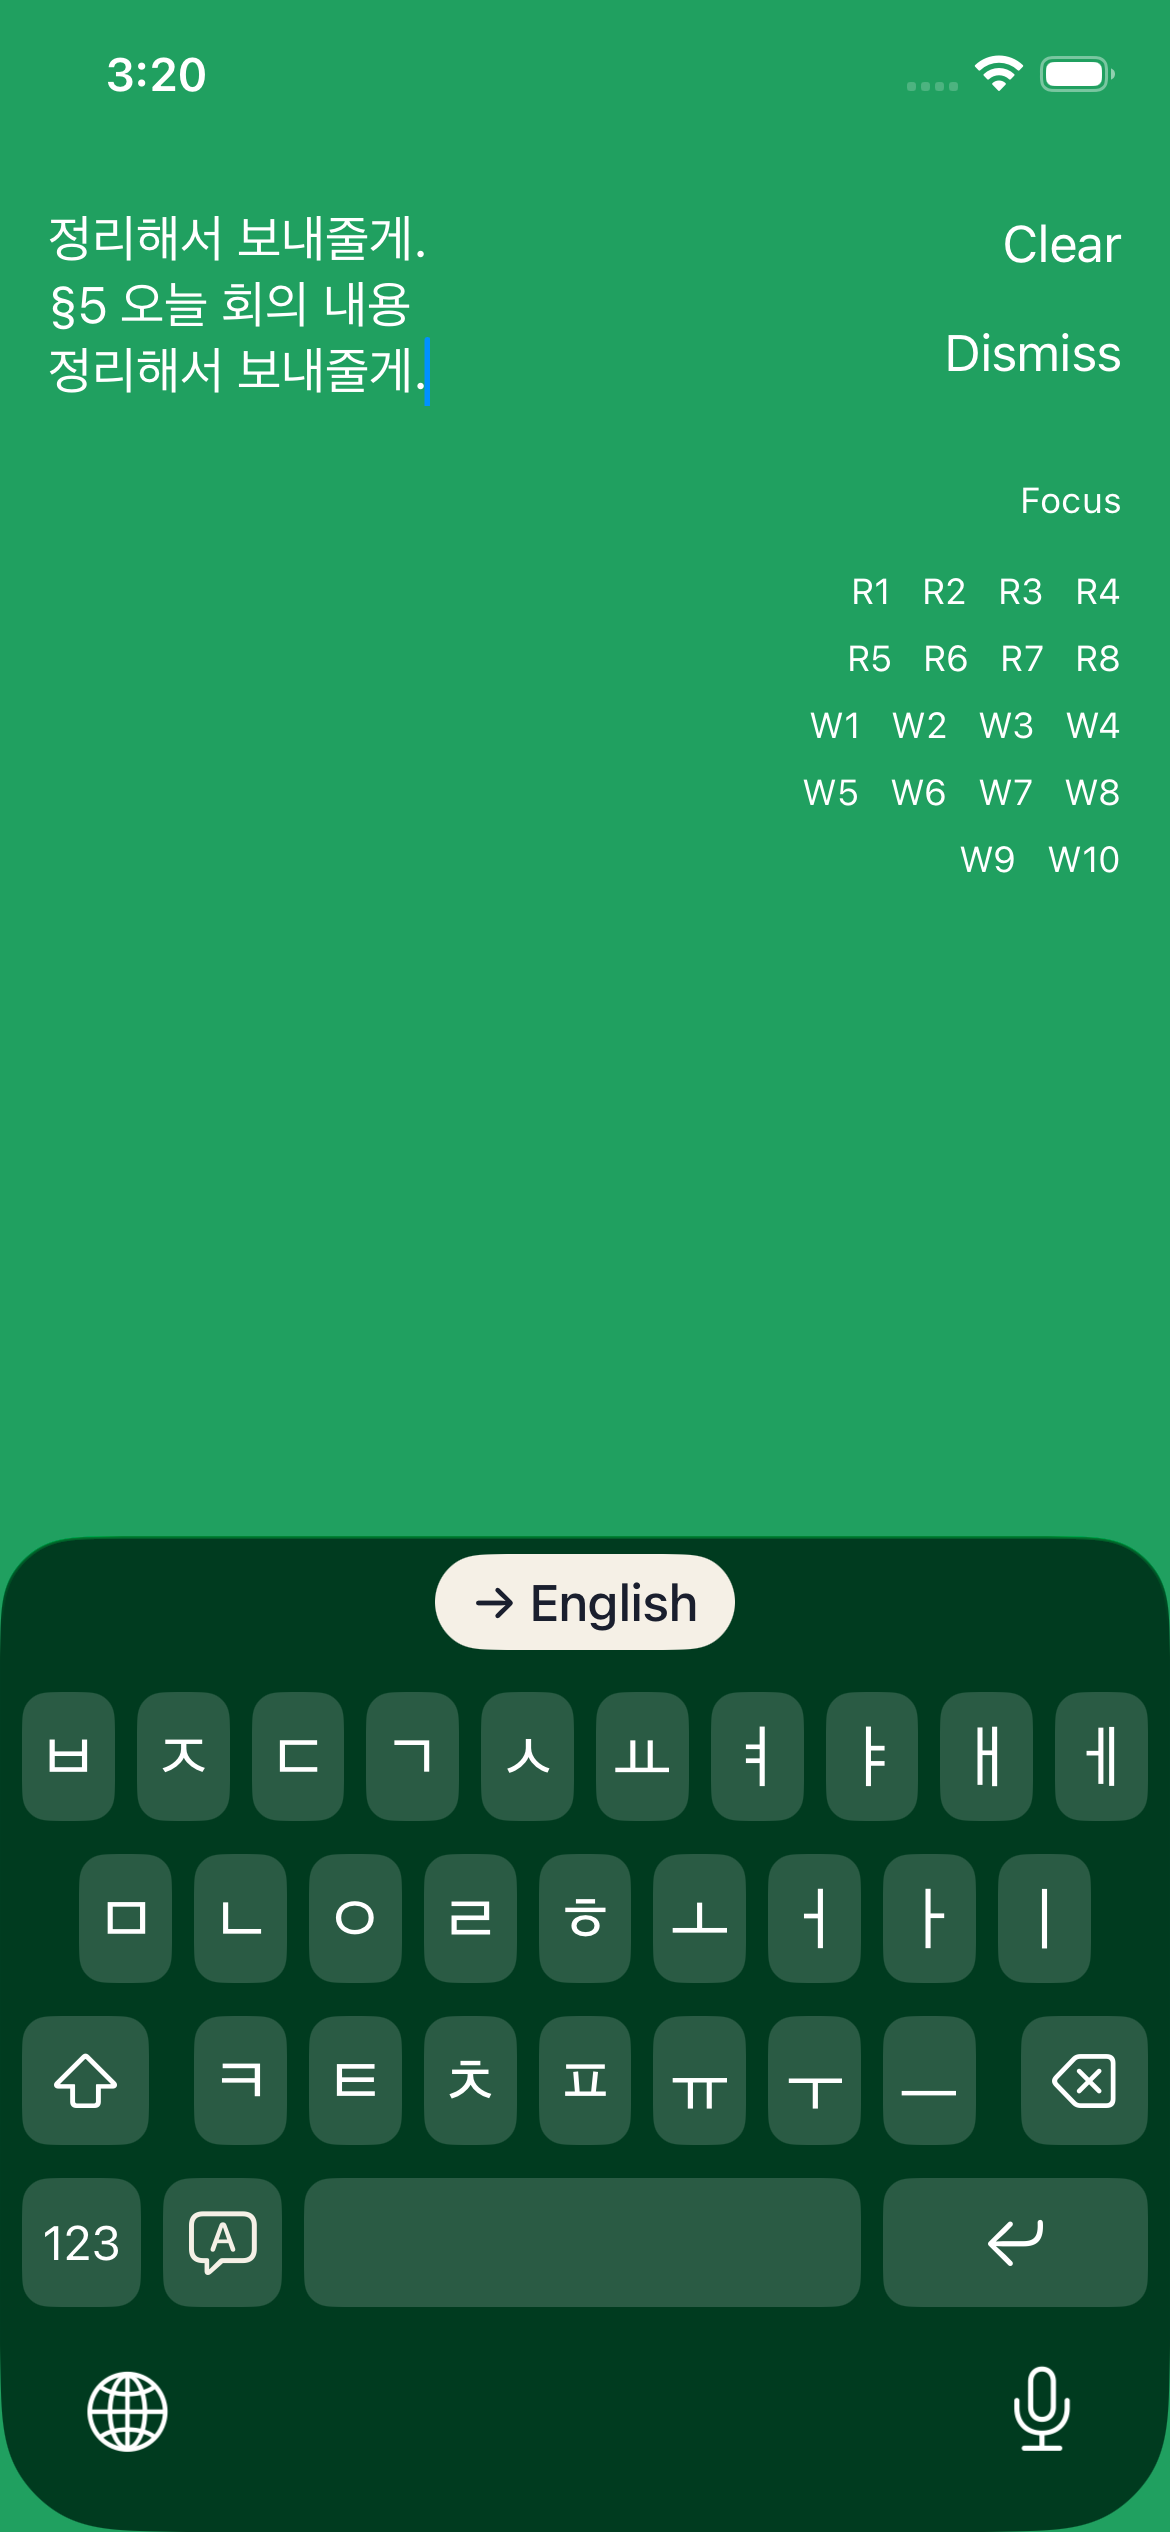 3:20
정리해서 보내줄게.
§5 오늘 회의 내용
정리해서 보내줄게.
Clear
Dismiss
Focus
R1 R2 R3 R4
R5 R6 R7 R8
W1 W2 W3 W4
W5 W6 W7 W8
W9 W10
→ English
ㅂ ㅈ ㄷ ㄱ ㅅ ㅛ ㅕ ㅑ ㅐ ㅔ
ㅁ ㄴ ㅇ ㄹ ㅎ ㅗ ㅓ ㅏ ㅣ
ㅋ ㅌ ㅊ ㅍ ㅠ ㅜ ㅡ
123 A